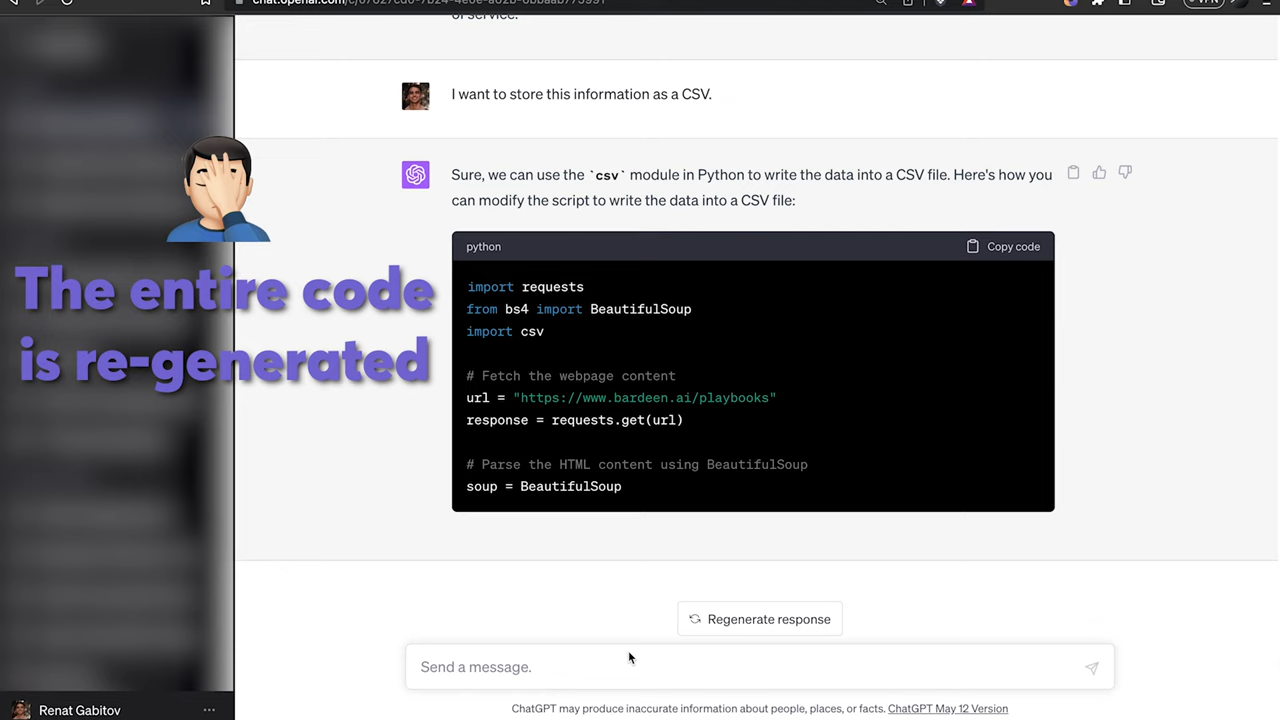 of service.
I want to store this information as a CSV.
Sure, we can use the `csv` module in Python to write the data into a CSV file. Here's how you
can modify the script to write the data into a CSV file:
python
Copy code
import requests
from bs4 import BeautifulSoup
import csv
# Fetch the webpage content
url = "https://www.bardeen.ai/playbooks"
response = requests.get(url)
# Parse the HTML content using BeautifulSoup
soup = BeautifulSoup
The entire code
is re-generated
Regenerate response
Send a message.
ChatGPT may produce inaccurate information about people, places, or facts. ChatGPT May 12 Version
Renat Gabitov